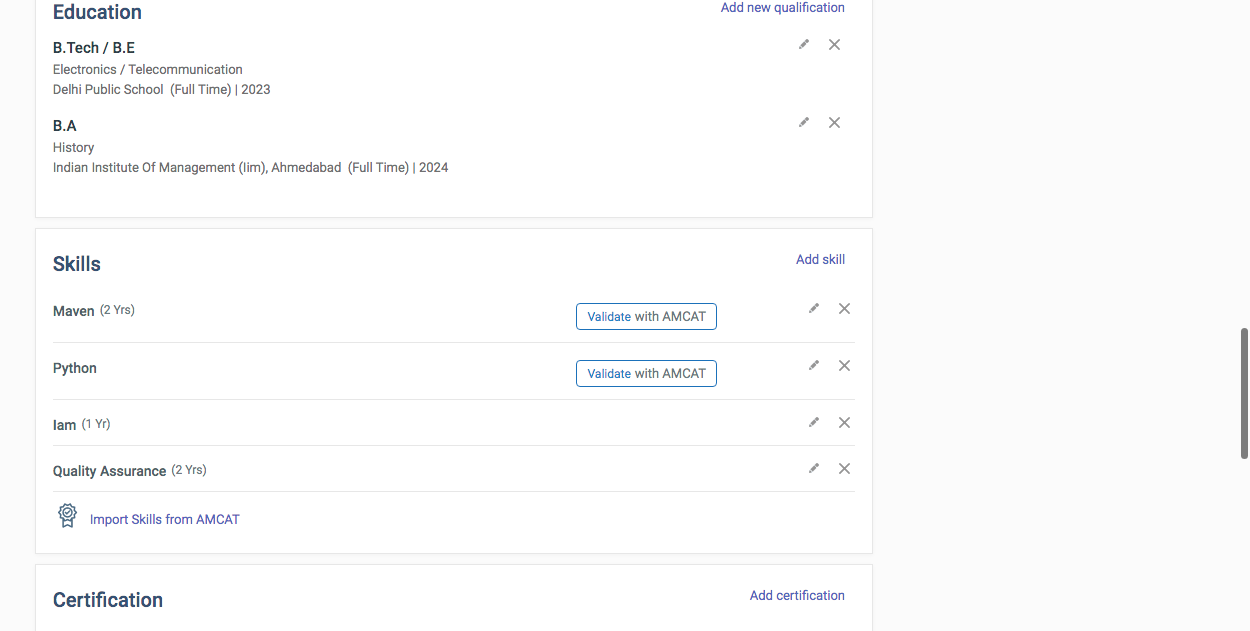 Education
Add new qualification
B.Tech / B.E
Electronics / Telecommunication
Delhi Public School (Full Time) | 2023
B.A
History
Indian Institute Of Management (Iim), Ahmedabad (Full Time) | 2024
Skills
Add skill
Maven (2 Yrs)
Validate with AMCAT
Python
Validate with AMCAT
Iam (1 Yr)
Quality Assurance (2 Yrs)
Import Skills from AMCAT
Certification
Add certification